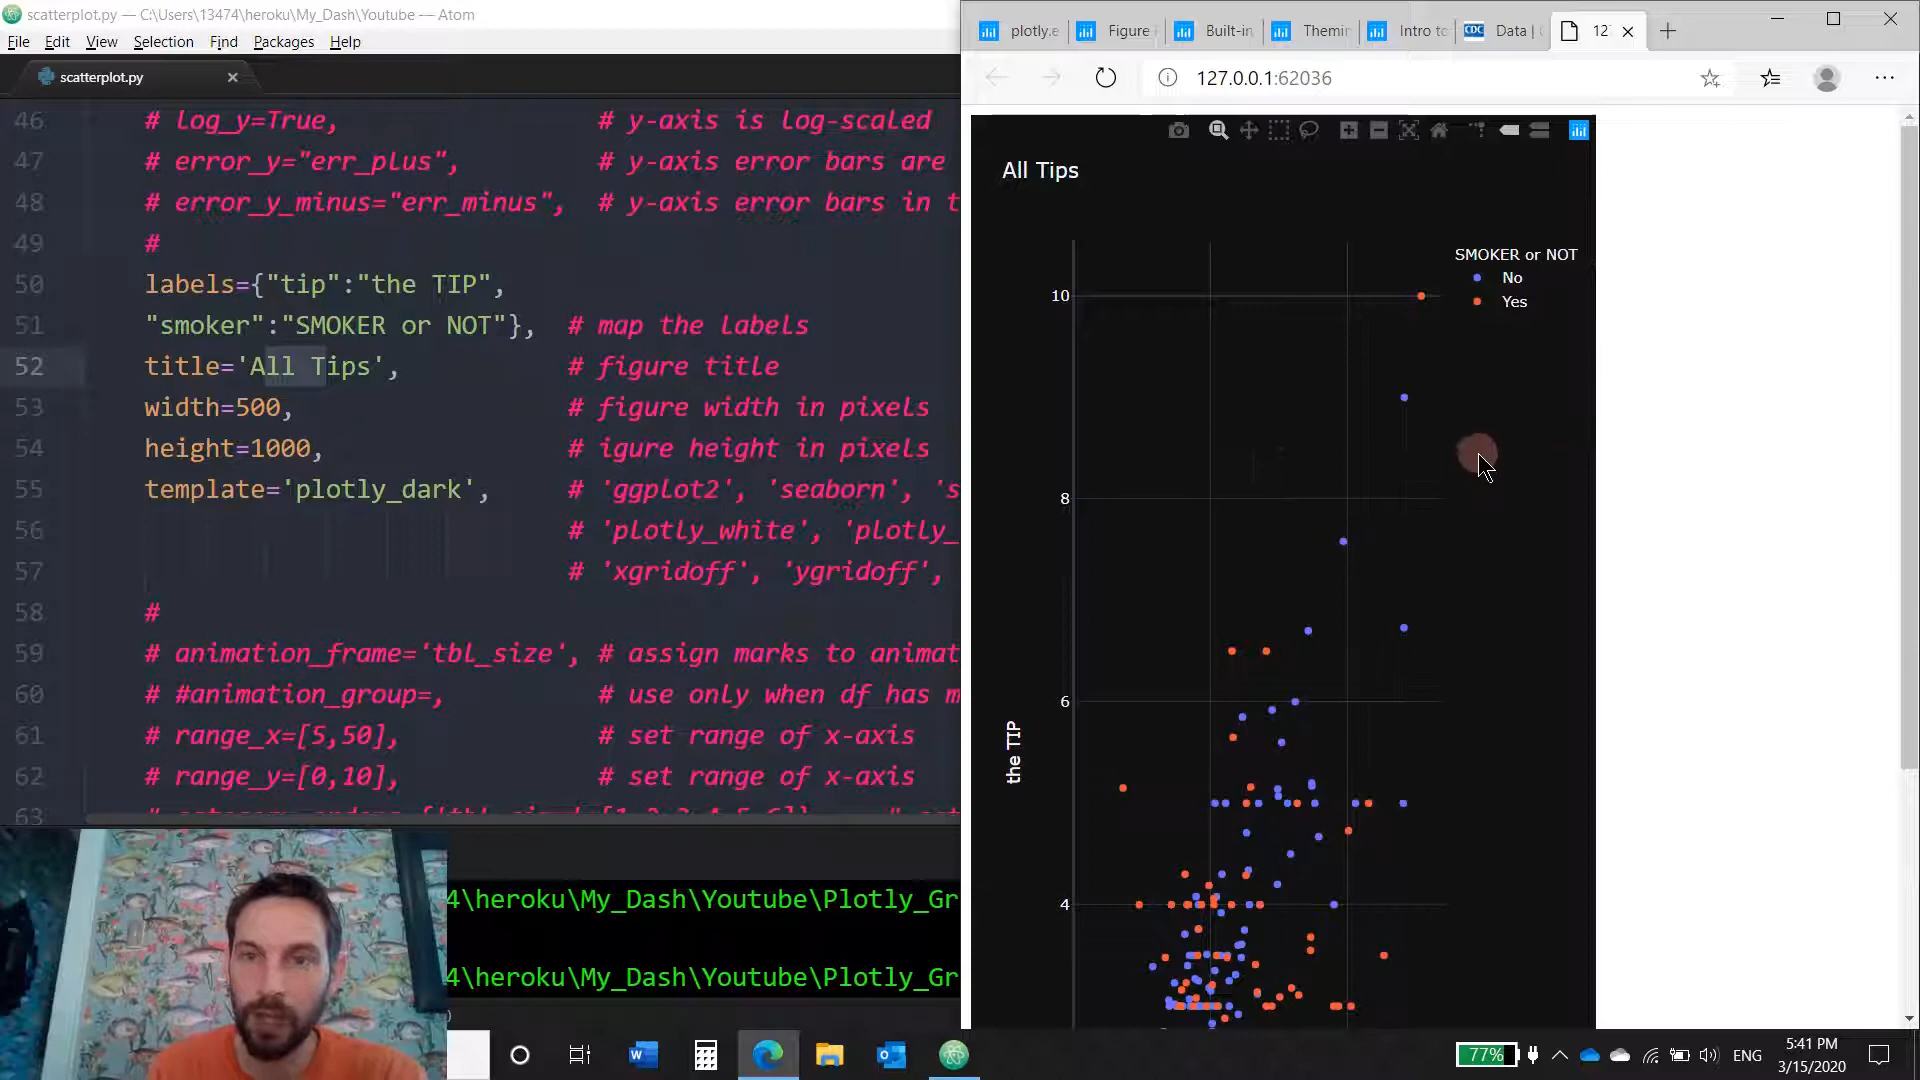 scatterplot.py — C:\Users\13474\heroku\My_Dash\Youtube — Atom
File Edit View Selection Find Packages Help
scatterplot.py
46 # log_y=True, # y-axis is log-scaled
47 # error_y="err_plus", # y-axis error bars are
48 # error_y_minus="err_minus", # y-axis error bars in t
49 #
50 labels={"tip":"the TIP",
51 "smoker":"SMOKER or NOT"}, # map the labels
52 title='All Tips', # figure title
53 width=500, # figure width in pixels
54 height=1000, # igure height in pixels
55 template='plotly_dark', # 'ggplot2', 'seaborn', 's
56 # 'plotly_white', 'plotly_
57 # 'xgridoff', 'ygridoff',
58 #
59 # animation_frame='tbl_size', # assign marks to animat
60 # #animation_group=, # use only when df has m
61 # range_x=[5,50], # set range of x-axis
62 # range_y=[0,10], # set range of x-axis
63
4\heroku\My_Dash\Youtube\Plotly_Gr
4\heroku\My_Dash\Youtube\Plotly_Gr
plotly.e Figure Built-in Themin Intro to CDC Data | 12
127.0.0.1:62036
All Tips
SMOKER or NOT
No
Yes
10
8
6
4
the TIP
77% ENG 5:41 PM
3/15/2020